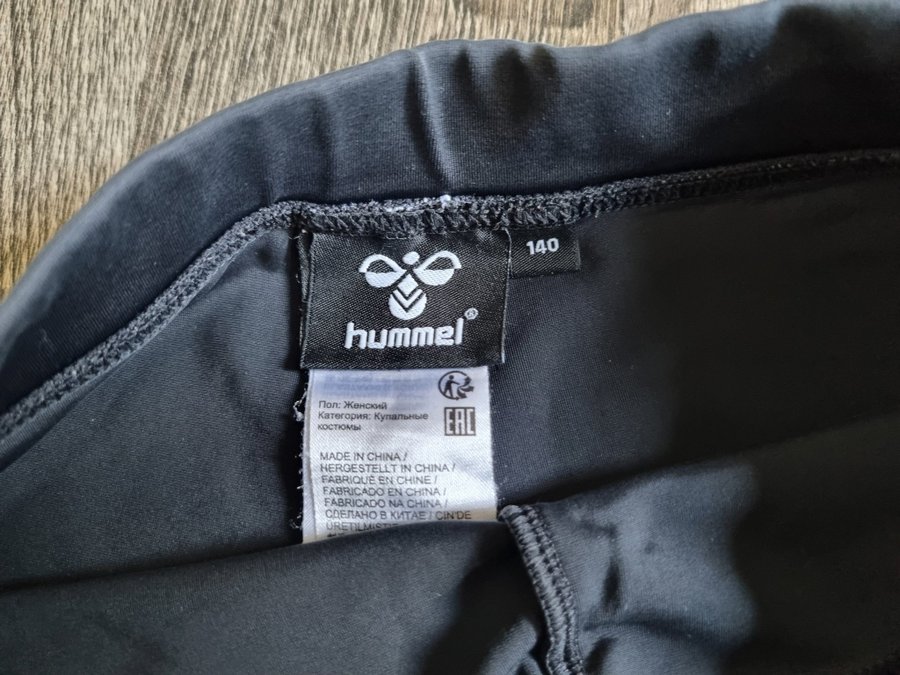 140
hummel®
Пол: Женский
Категория: Купальные
костюмы
EAC
MADE IN CHINA /
HERGESTELLT IN CHINA /
FABRIQUÉ EN CHINE /
FABRICADO EN CHINA /
FABRICADO NA CHINA /
СДЕЛАНО В КИТАЕ / ÇIN'DE